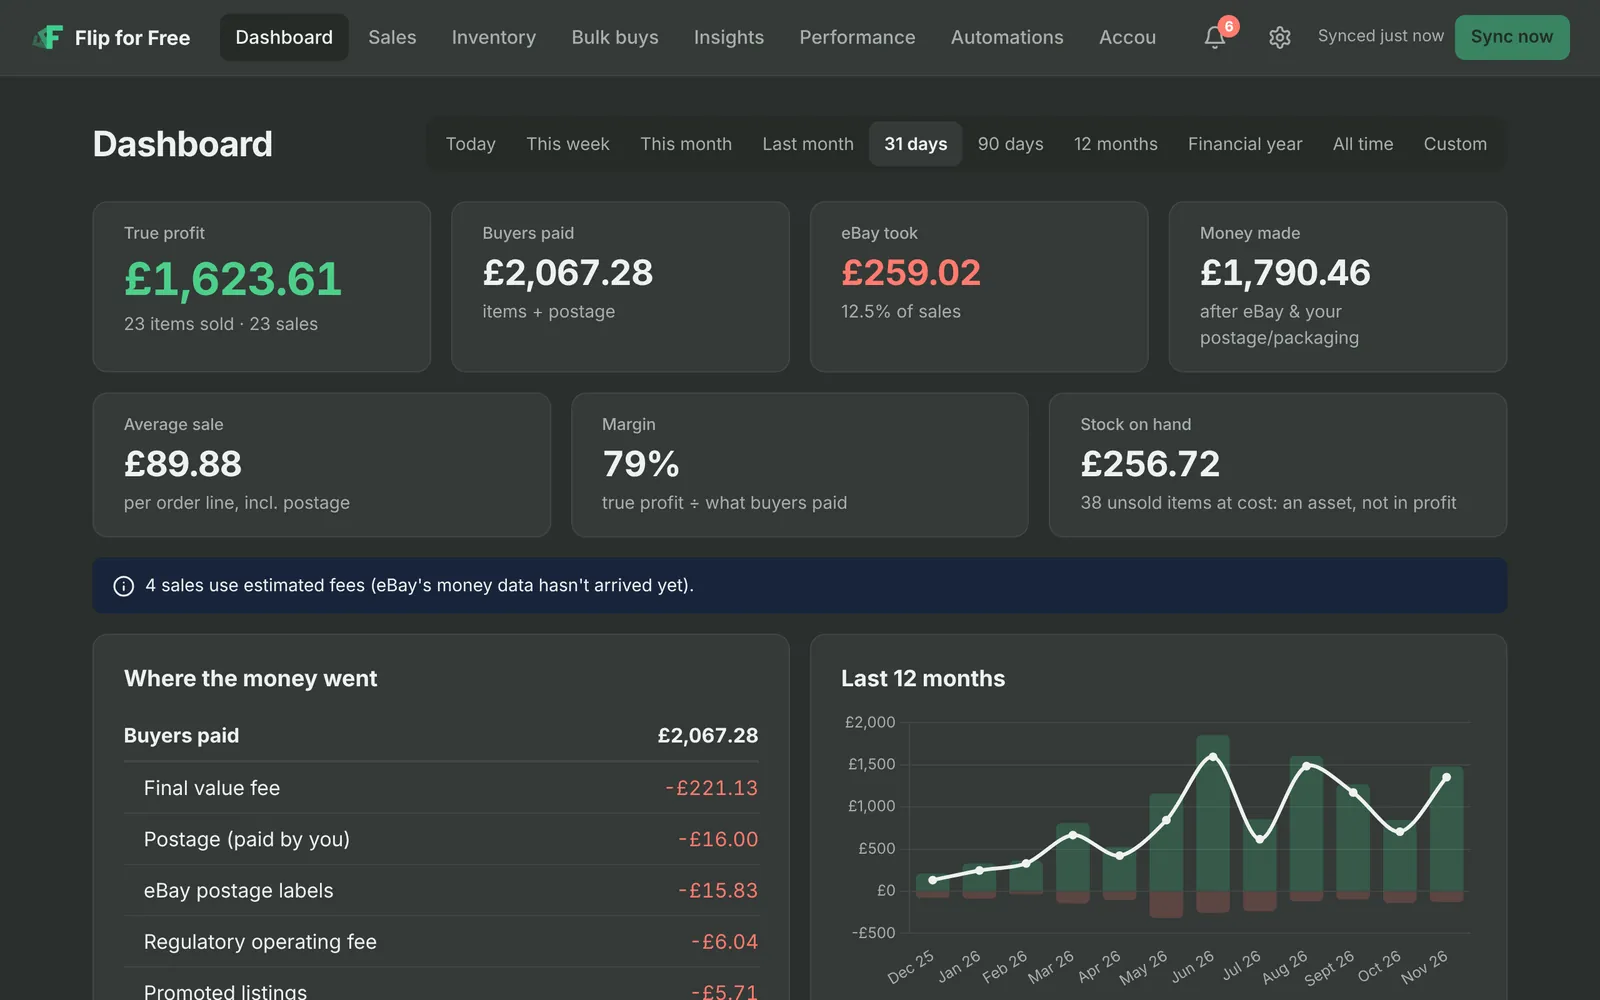 Flip for Free
Dashboard
Sales
Inventory
Bulk buys
Insights
Performance
Automations
Accou
6
Synced just now
Sync now
Dashboard
Today
This week
This month
Last month
31 days
90 days
12 months
Financial year
All time
Custom
True profit
£1,623.61
23 items sold · 23 sales
Buyers paid
£2,067.28
items + postage
eBay took
£259.02
12.5% of sales
Money made
£1,790.46
after eBay & your
postage/packaging
Average sale
£89.88
per order line, incl. postage
Margin
79%
true profit ÷ what buyers paid
Stock on hand
£256.72
38 unsold items at cost: an asset, not in profit
4 sales use estimated fees (eBay's money data hasn't arrived yet).
Where the money went
Buyers paid £2,067.28
Final value fee -£221.13
Postage (paid by you) -£16.00
eBay postage labels -£15.83
Regulatory operating fee -£6.04
Promoted listings -£5.71
Last 12 months
£2,000
£1,500
£1,000
£500
£0
-£500
Dec 25
Jan 26
Feb 26
Mar 26
Apr 26
May 26
Jun 26
Jul 26
Aug 26
Sept 26
Oct 26
Nov 26